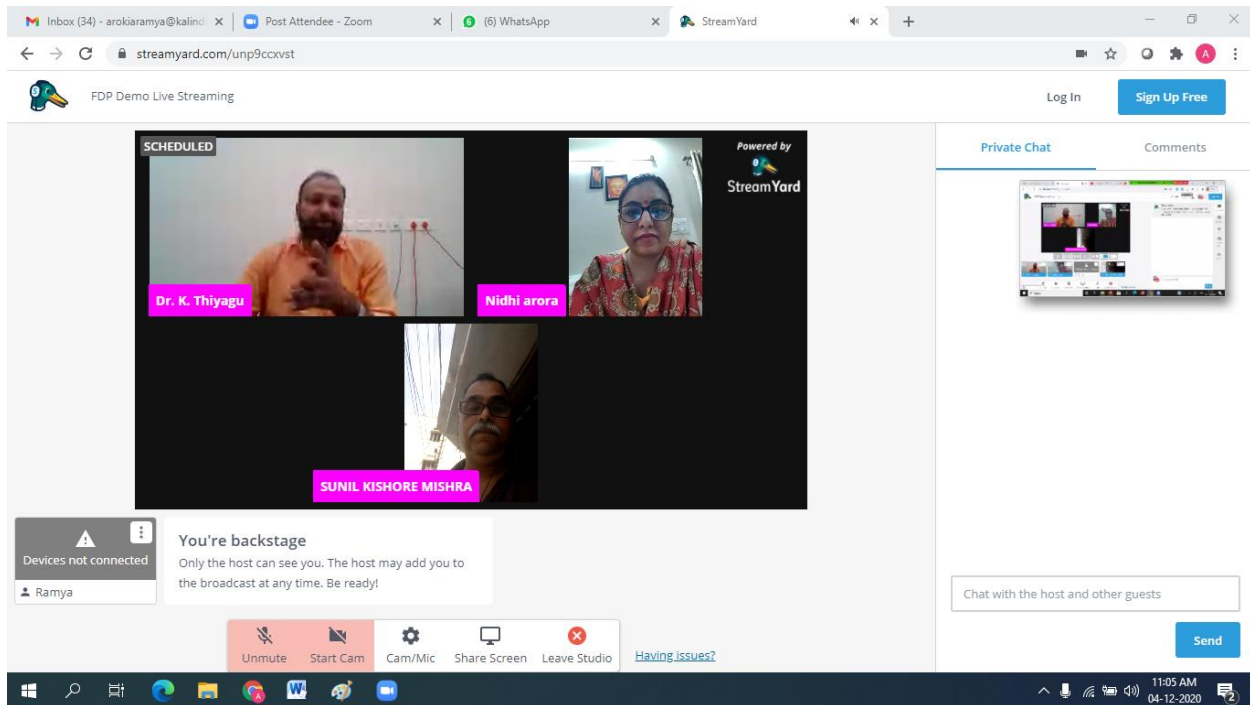 Inbox (34) - arokiaramya@kalind
Post Attendee - Zoom
(6) WhatsApp
StreamYard
streamyard.com/unp9ccxvst
A
FDP Demo Live Streaming
Log In
Sign Up Free
SCHEDULED
Powered by
StreamYard
Dr. K. Thiyagu
Nidhi arora
SUNIL KISHORE MISHRA
Private Chat
Comments
Devices not connected
Ramya
You're backstage
Only the host can see you. The host may add you to
the broadcast at any time. Be ready!
Chat with the host and other guests
Send
Unmute
Start Cam
Cam/Mic
Share Screen
Leave Studio
Having issues?
11:05 AM
04-12-2020
2